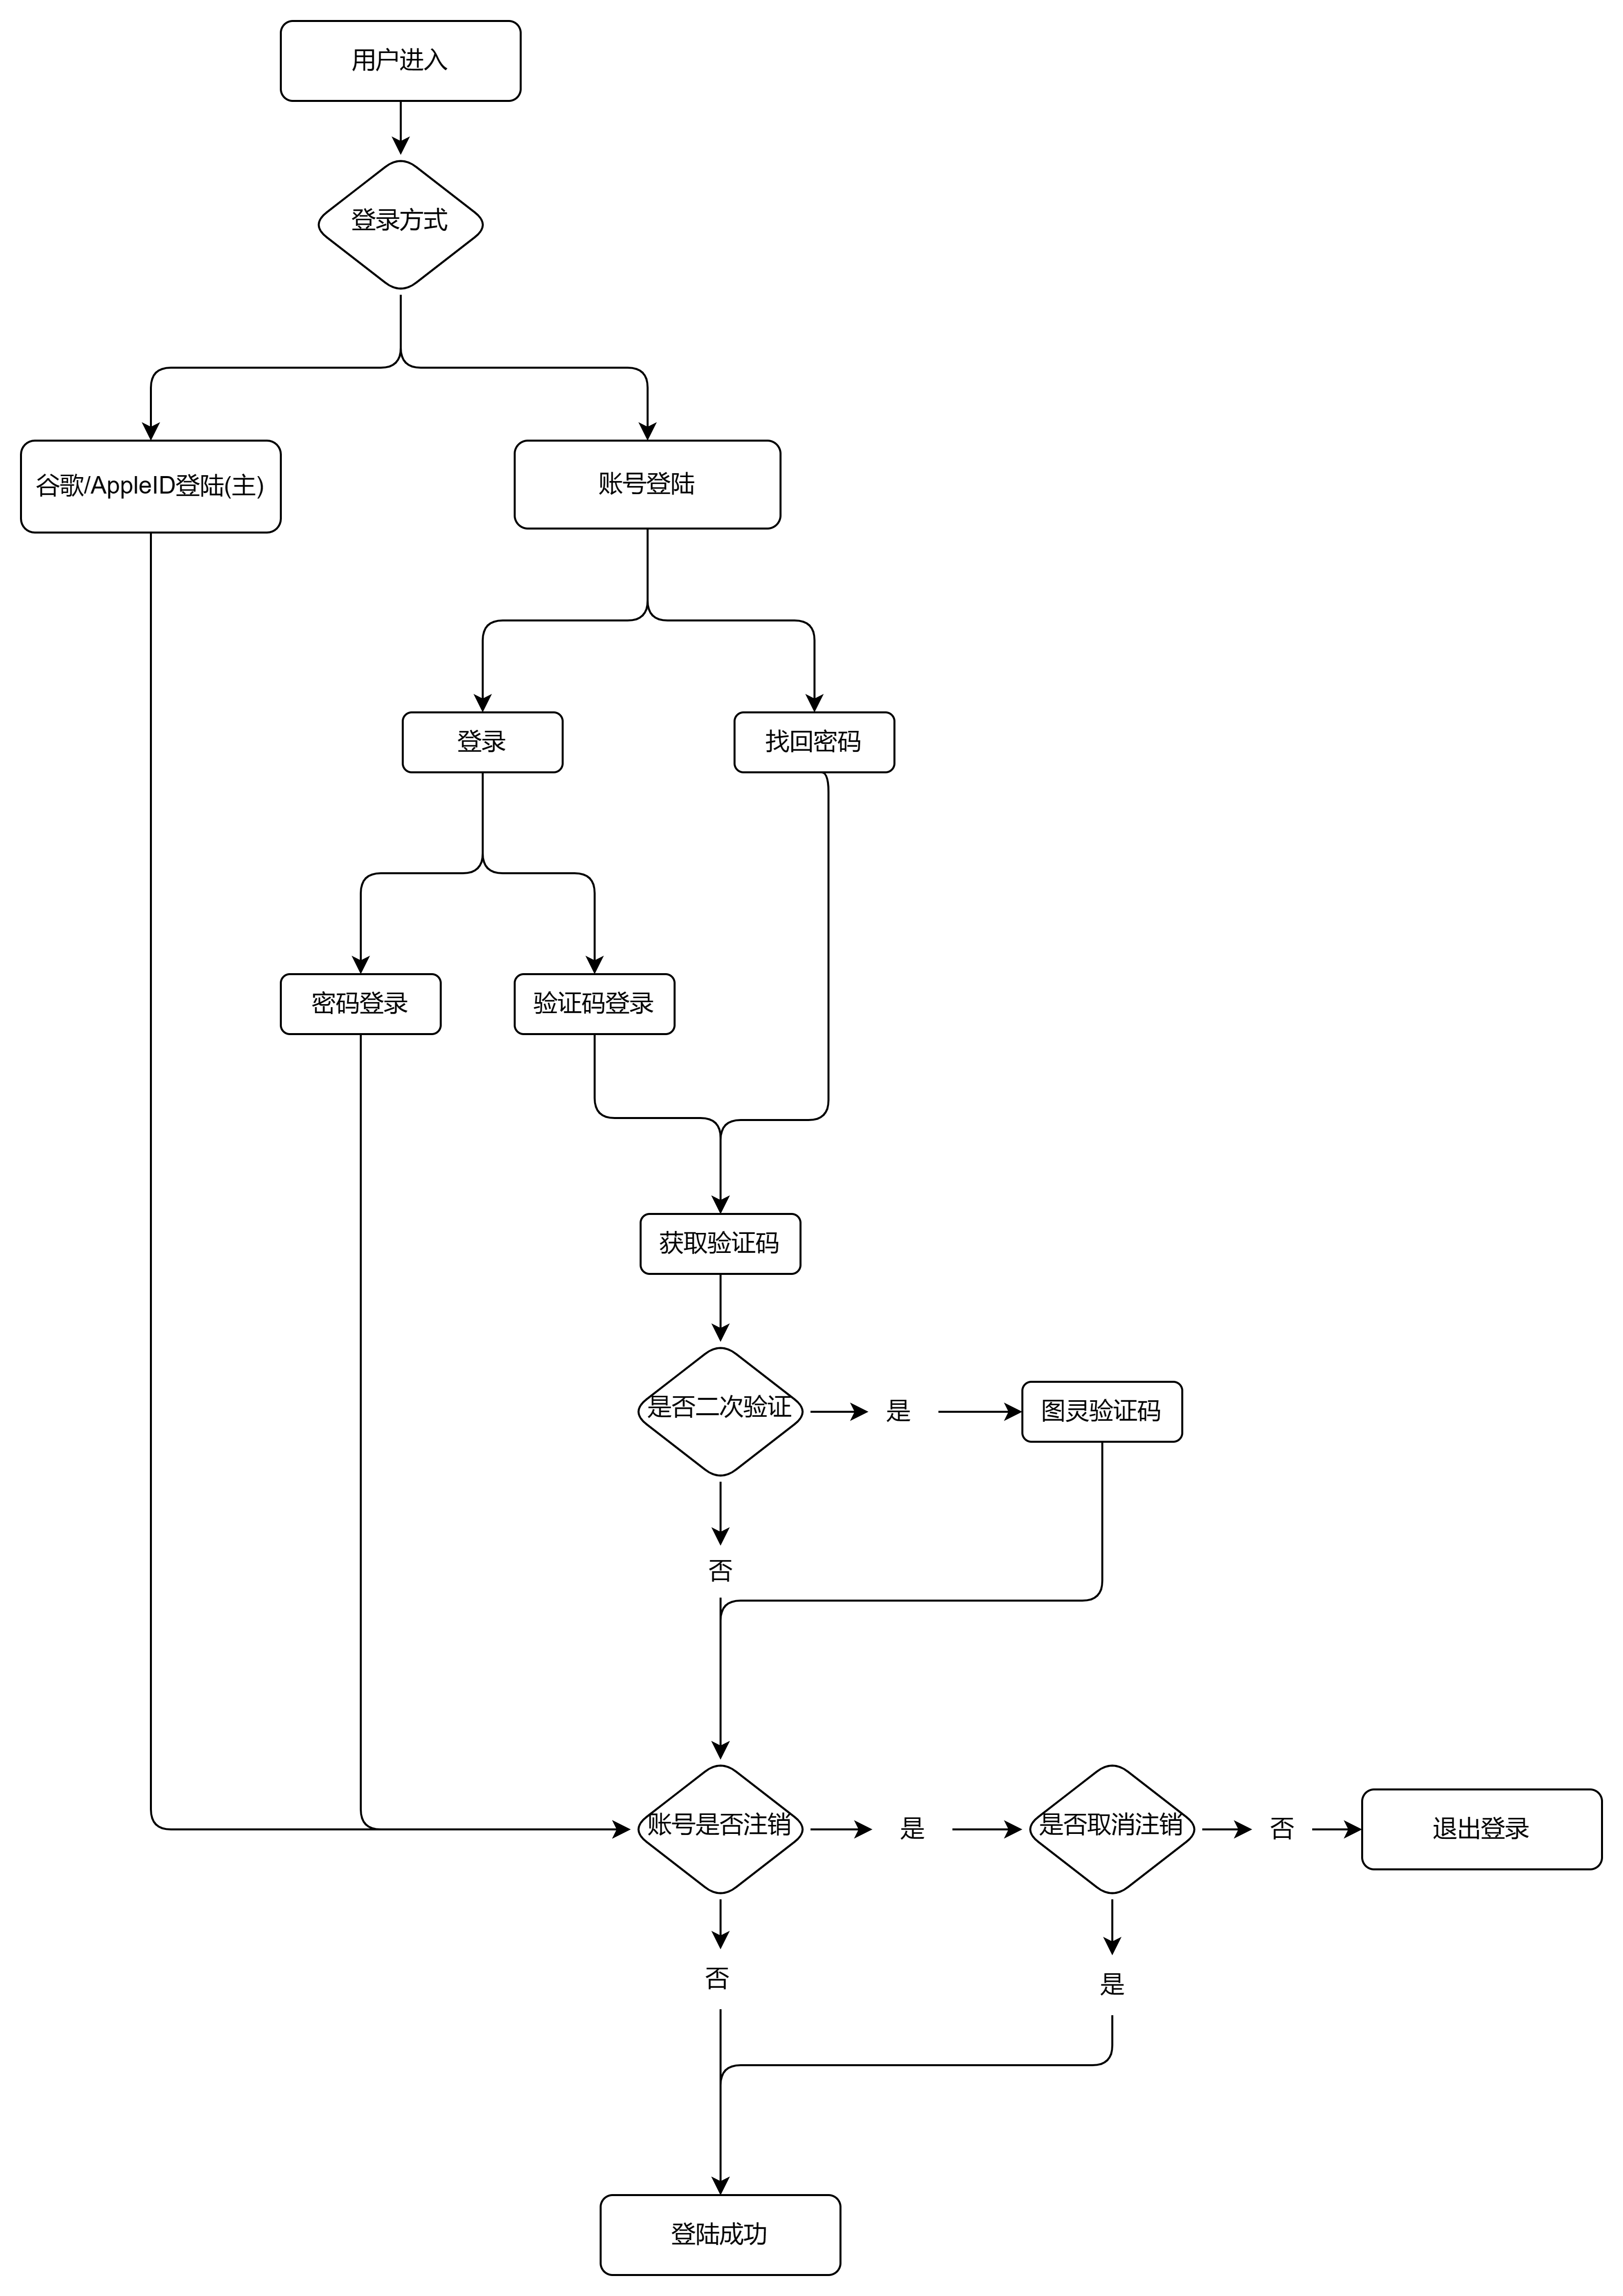 用户进入
登录方式
谷歌/AppleID登陆(主)
账号登陆
登录
找回密码
密码登录
验证码登录
获取验证码
是否二次验证
是
图灵验证码
否
账号是否注销
是
是否取消注销
否
退出登录
否
是
登陆成功